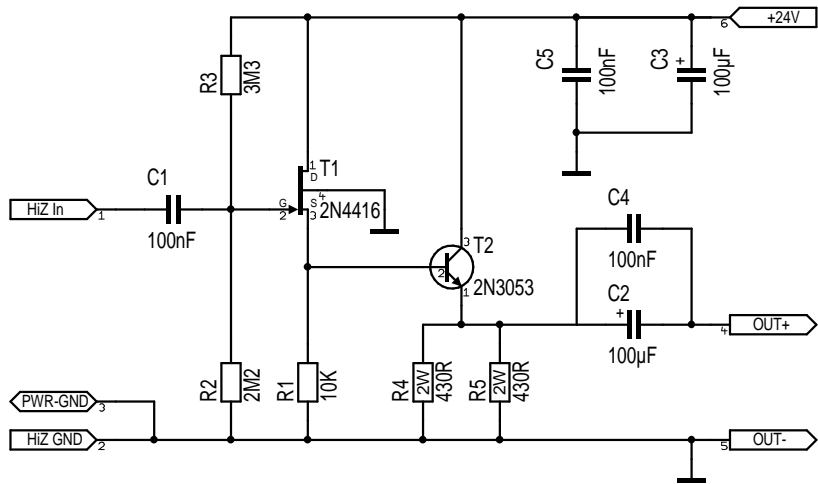 +24V
6
R3
3M3
C5
100nF
C3
+
100µF
1
D
T1
4
C1
HiZ In
1
100nF
G
2
S
3
2N4416
C4
100nF
3
T2
2
1
2N3053
C2
+
100µF
4
OUT+
R2
2M2
R1
10K
R4
2W
430R
R5
2W
430R
PWR-GND
3
HiZ GND
2
5
OUT-